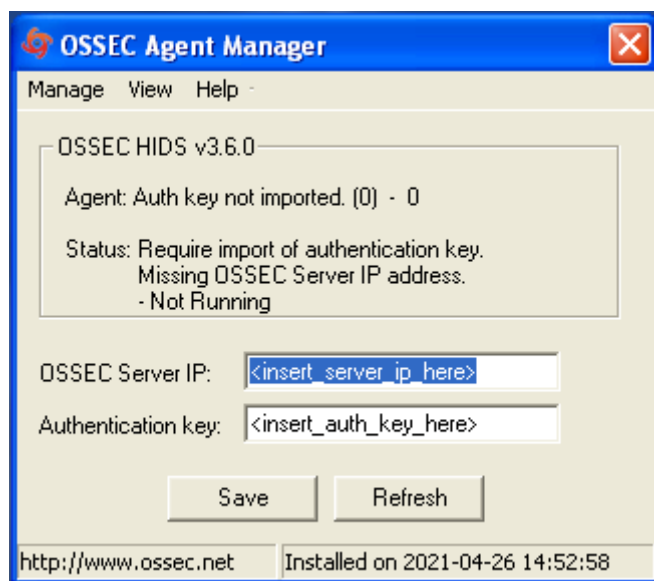 OSSEC Agent Manager
Manage View Help
OSSEC HIDS v3.6.0
Agent: Auth key not imported. (0) - 0
Status: Require import of authentication key.
Missing OSSEC Server IP address.
- Not Running
OSSEC Server IP: <insert_server_ip_here>
Authentication key: <insert_auth_key_here>
Save Refresh
http://www.ossec.net Installed on 2021-04-26 14:52:58